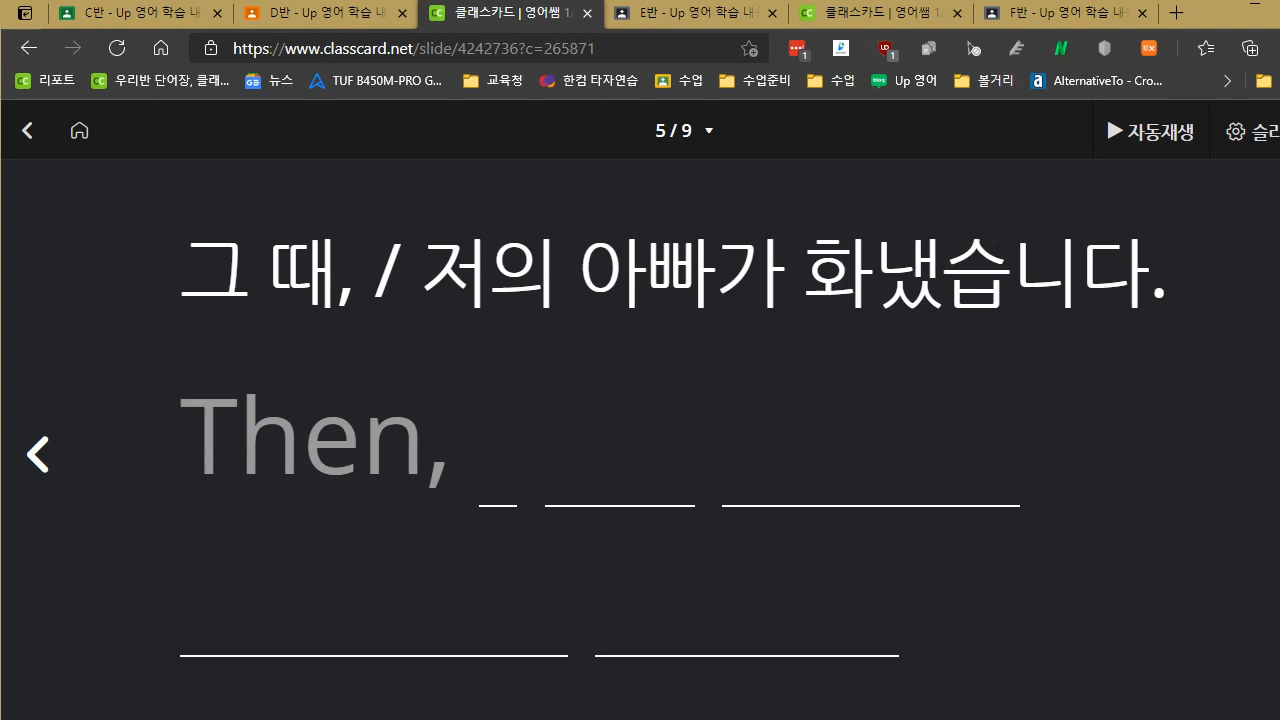 C반 - Up 영어 학습 내
D반 - Up 영어 학습 내
클래스카드 | 영어쌤 1
E반 - Up 영어 학습 내
클래스카드 | 영어쌤 1
F반 - Up 영어 학습 내
https://www.classcard.net/slide/4242736?c=265871
리포트
우리반 단어장, 클래...
뉴스
TUF B450M-PRO G...
교육청
한컴 타자연습
수업
수업준비
수업
Up 영어
볼거리
AlternativeTo - Cro...
5 / 9
자동재생
슬라
그 때, / 저의 아빠가 화냈습니다.
Then,